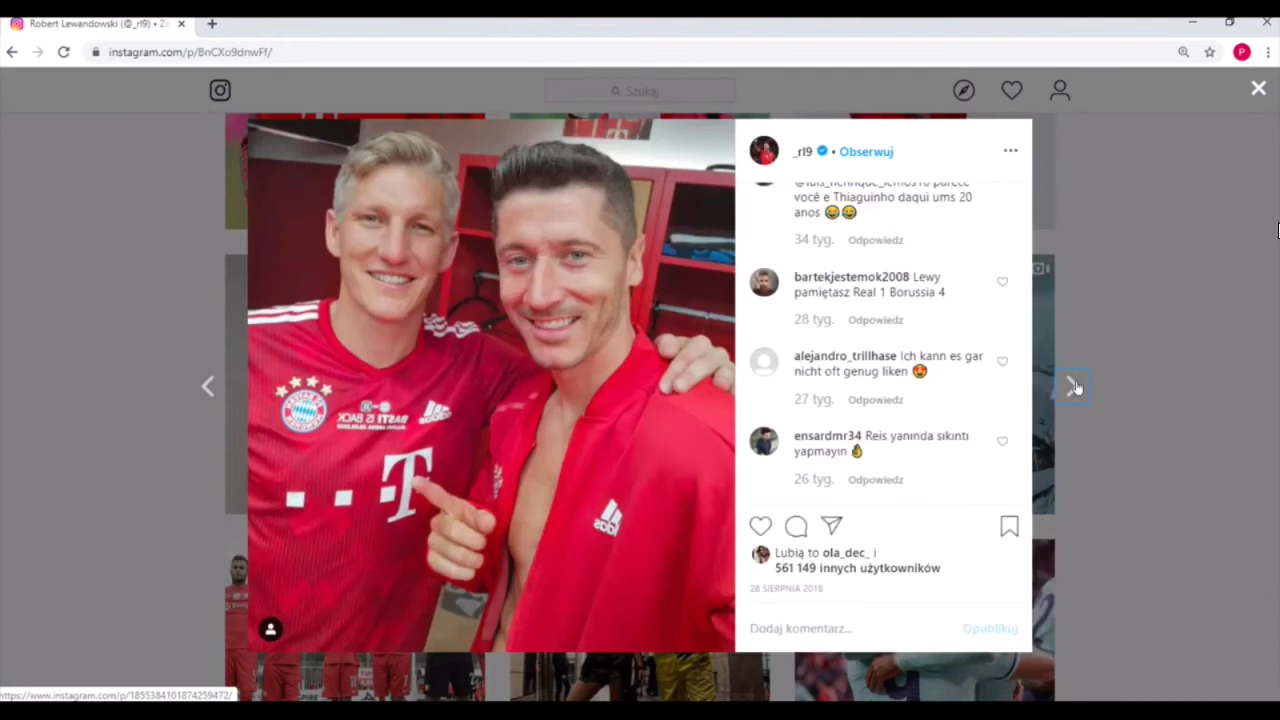 Robert Lewandowski (@_rl9) • Z
instagram.com/p/BnCXo9dnwFf/
P
Szukaj
_rl9 • Obserwuj
você e Thiaguinho daqui ums 20
anos 😂😂
34 tyg. Odpowiedz
bartekjestemok2008 Lewy
pamiętasz Real 1 Borussia 4
28 tyg. Odpowiedz
alejandro_trillhase Ich kann es gar
nicht oft genug liken 😍
27 tyg. Odpowiedz
ensardmr34 Reis yanında sıkıntı
yapmayın 👌
26 tyg. Odpowiedz
Lubią to ola_dec_ i
561 149 innych użytkowników
28 SIERPNIA 2018
Dodaj komentarz... Opublikuj
BASTI IS BACK
adidas
T
adidas
https://www.instagram.com/p/1855384101874259472/